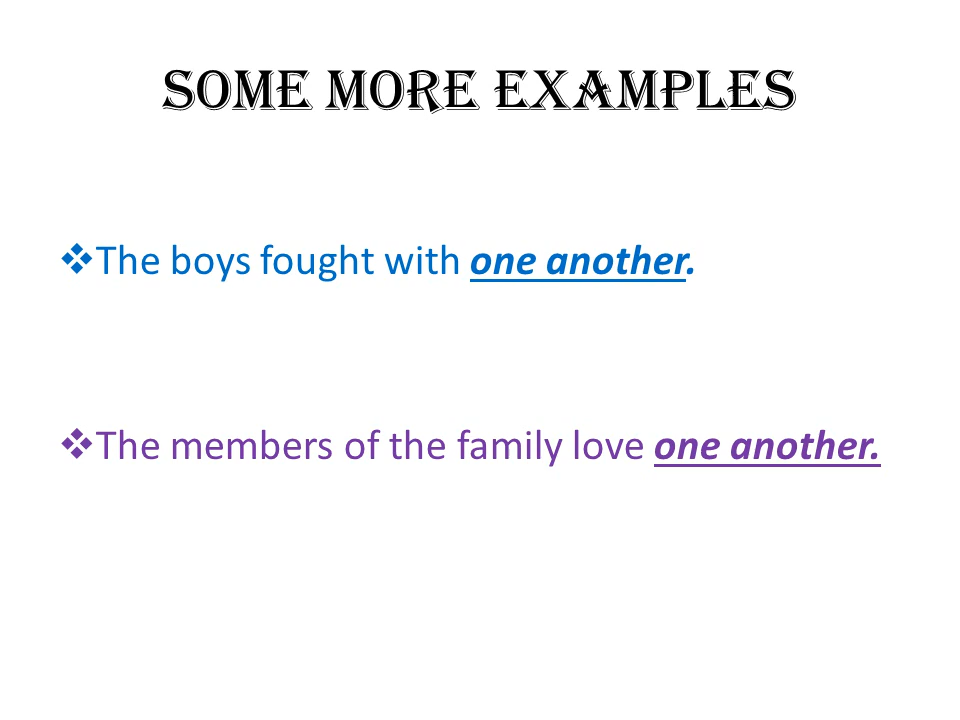 SOME MORE EXAMPLES
❖The boys fought with one another.
❖The members of the family love one another.